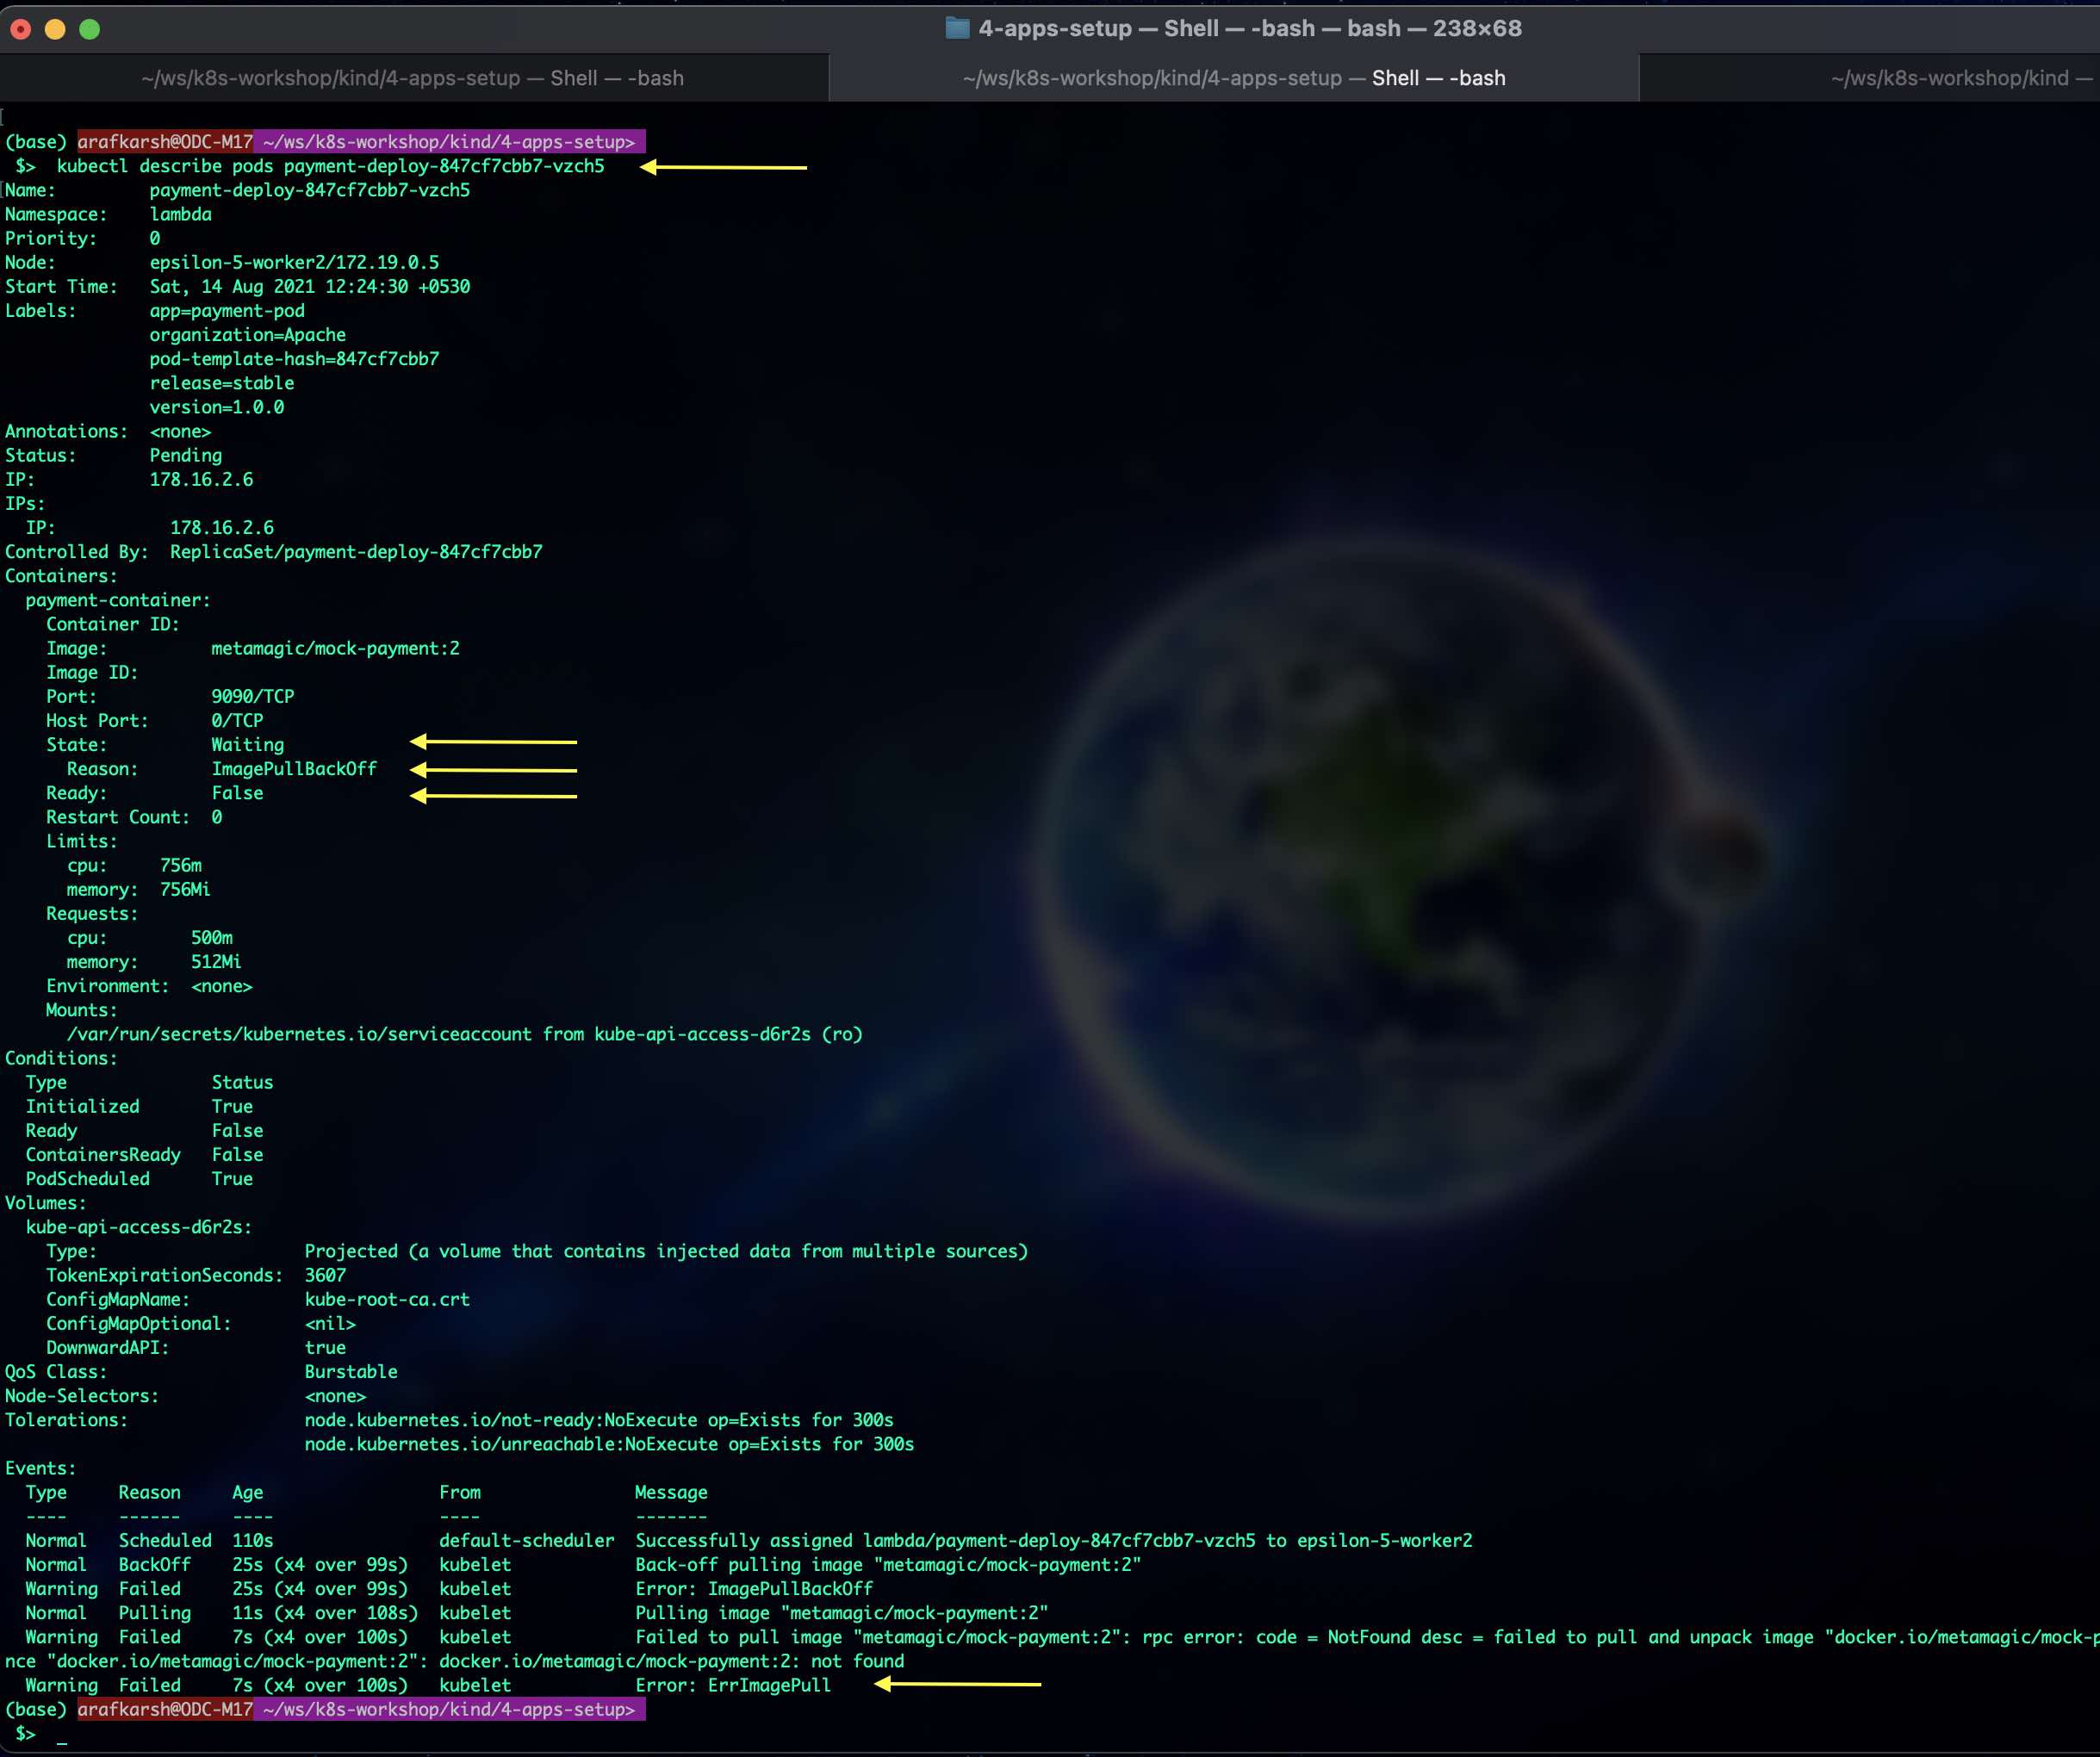 4-apps-setup — Shell — -bash — bash — 238×68
~/ws/k8s-workshop/kind/4-apps-setup — Shell — -bash
~/ws/k8s-workshop/kind/4-apps-setup — Shell — -bash
~/ws/k8s-workshop/kind —
(base) arafkarsh@ODC-M17 ~/ws/k8s-workshop/kind/4-apps-setup>
$>  kubectl describe pods payment-deploy-847cf7cbb7-vzch5
Name:         payment-deploy-847cf7cbb7-vzch5
Namespace:    lambda
Priority:     0
Node:         epsilon-5-worker2/172.19.0.5
Start Time:   Sat, 14 Aug 2021 12:24:30 +0530
Labels:       app=payment-pod
              organization=Apache
              pod-template-hash=847cf7cbb7
              release=stable
              version=1.0.0
Annotations:  <none>
Status:       Pending
IP:           178.16.2.6
IPs:
  IP:           178.16.2.6
Controlled By:  ReplicaSet/payment-deploy-847cf7cbb7
Containers:
  payment-container:
    Container ID:
    Image:          metamagic/mock-payment:2
    Image ID:
    Port:           9090/TCP
    Host Port:      0/TCP
    State:          Waiting
      Reason:       ImagePullBackOff
    Ready:          False
    Restart Count:  0
    Limits:
      cpu:     756m
      memory:  756Mi
    Requests:
      cpu:        500m
      memory:     512Mi
    Environment:  <none>
    Mounts:
      /var/run/secrets/kubernetes.io/serviceaccount from kube-api-access-d6r2s (ro)
Conditions:
  Type              Status
  Initialized       True
  Ready             False
  ContainersReady   False
  PodScheduled      True
Volumes:
  kube-api-access-d6r2s:
    Type:                    Projected (a volume that contains injected data from multiple sources)
    TokenExpirationSeconds:  3607
    ConfigMapName:           kube-root-ca.crt
    ConfigMapOptional:       <nil>
    DownwardAPI:             true
QoS Class:                   Burstable
Node-Selectors:              <none>
Tolerations:                 node.kubernetes.io/not-ready:NoExecute op=Exists for 300s
                             node.kubernetes.io/unreachable:NoExecute op=Exists for 300s
Events:
  Type     Reason     Age                 From               Message
  ----     ------     ----                ----               -------
  Normal   Scheduled  110s                default-scheduler  Successfully assigned lambda/payment-deploy-847cf7cbb7-vzch5 to epsilon-5-worker2
  Normal   BackOff    25s (x4 over 99s)   kubelet            Back-off pulling image "metamagic/mock-payment:2"
  Warning  Failed     25s (x4 over 99s)   kubelet            Error: ImagePullBackOff
  Normal   Pulling    11s (x4 over 108s)  kubelet            Pulling image "metamagic/mock-payment:2"
  Warning  Failed     7s (x4 over 100s)   kubelet            Failed to pull image "metamagic/mock-payment:2": rpc error: code = NotFound desc = failed to pull and unpack image "docker.io/metamagic/mock-p
nce "docker.io/metamagic/mock-payment:2": docker.io/metamagic/mock-payment:2: not found
  Warning  Failed     7s (x4 over 100s)   kubelet            Error: ErrImagePull
(base) arafkarsh@ODC-M17 ~/ws/k8s-workshop/kind/4-apps-setup>
$>  _